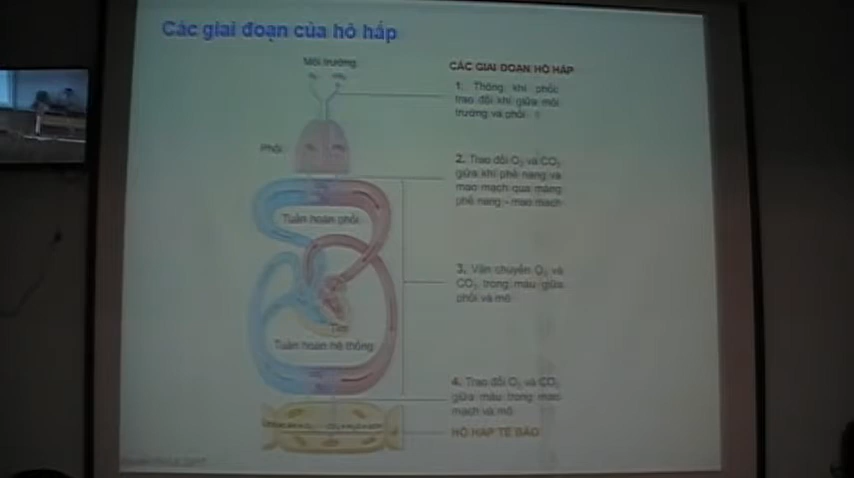 Các giai đoạn của hô hấp
Môi trường
O₂ CO₂
Phổi
Tuần hoàn phổi
Tim
Tuần hoàn hệ thống
CÁC GIAI ĐOẠN HÔ HẤP
1. Thông khí phổi:
trao đổi khí giữa môi
trường và phổi
2. Trao đổi O₂ và CO₂
giữa khí phế nang và
mao mạch qua màng
phế nang - mao mạch
3. Vận chuyển O₂ và
CO₂ trong máu giữa
phổi và mô
4. Trao đổi O₂ và CO₂
giữa máu trong mao
mạch và mô
HÔ HẤP TẾ BÀO